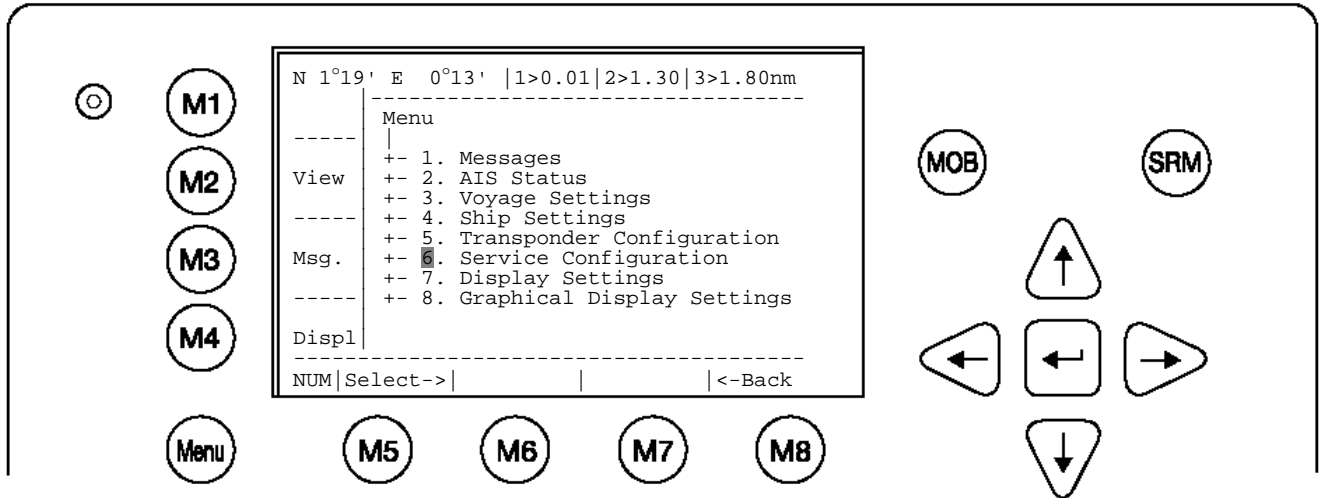 N 1°19' E 0°13' |1>0.01|2>1.30|3>1.80nm
M1
Menu
M2
View
+- 1. Messages
+- 2. AIS Status
+- 3. Voyage Settings
+- 4. Ship Settings
+- 5. Transponder Configuration
M3
Msg.
+- 6. Service Configuration
+- 7. Display Settings
+- 8. Graphical Display Settings
M4
Displ
NUM|Select->| | |<-Back
MOB
SRM
Menu
M5
M6
M7
M8